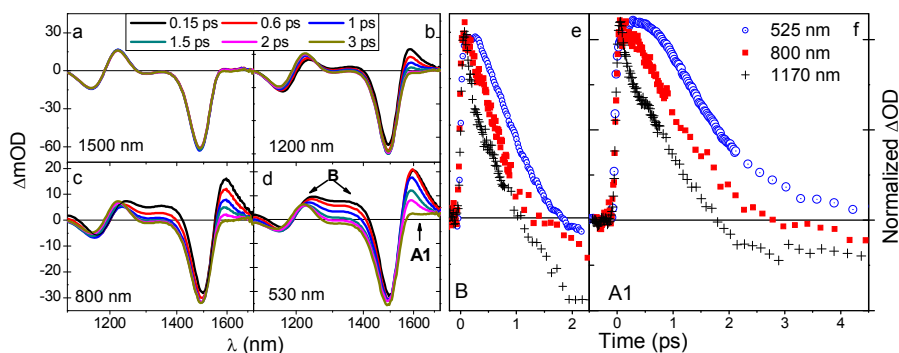 a
0.15 ps 0.6 ps 1 ps
1.5 ps 2 ps 3 ps
b
e
f
525 nm
800 nm
1170 nm
30
0
-30
-60
1500 nm
1200 nm
ΔmOD
20
10
0
-10
-20
-30
c
d
B
A1
800 nm
530 nm
1200 1400 1600
1200 1400 1600
λ (nm)
B
A1
0 1 2
0 1 2 3 4
Time (ps)
Normalized ΔOD